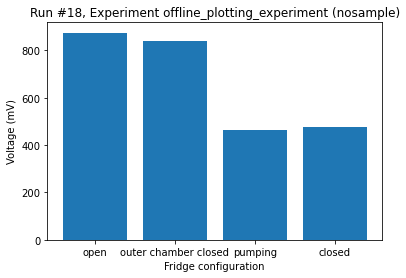 Run #18, Experiment offline_plotting_experiment (nosample)
800
600
400
200
0
Voltage (mV)
open outer chamber closed pumping closed
Fridge configuration